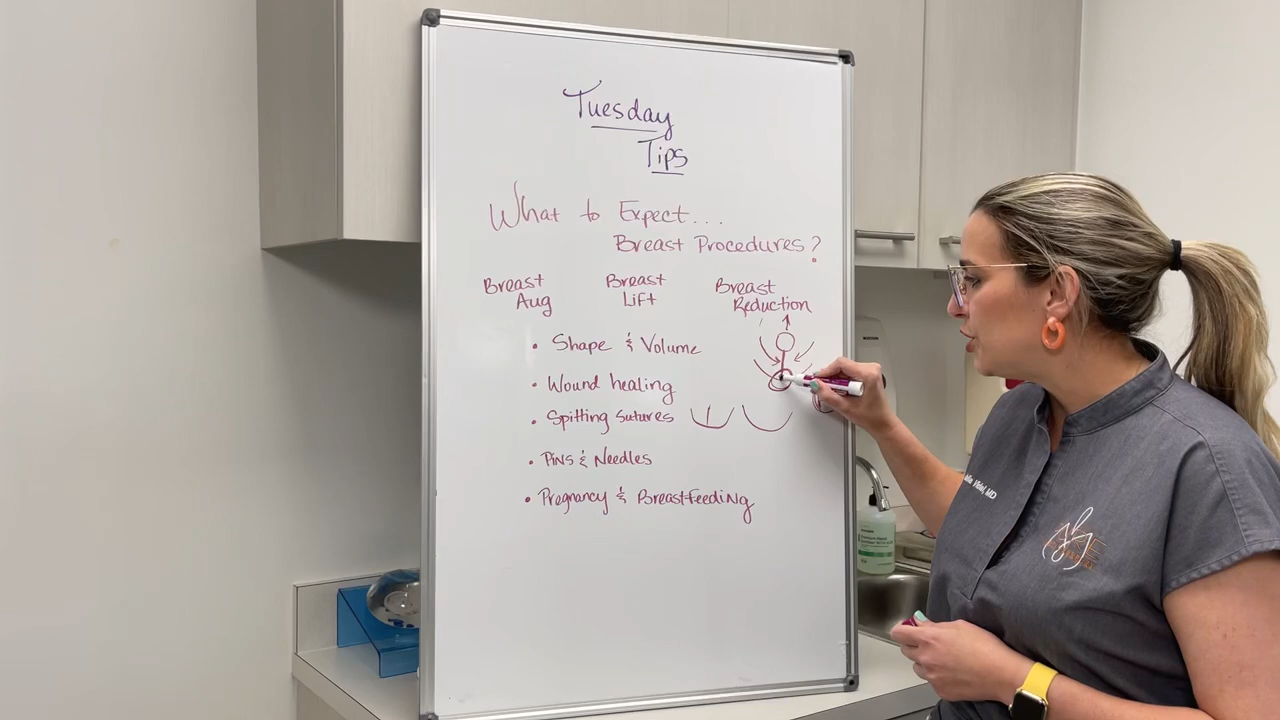 Tuesday
Tips
What to Expect...
Breast Procedures?
Breast Aug
Breast Lift
Breast Reduction
• Shape & Volume
• Wound healing
• Spitting Sutures
• Pins & Needles
• Pregnancy & Breastfeeding
MD